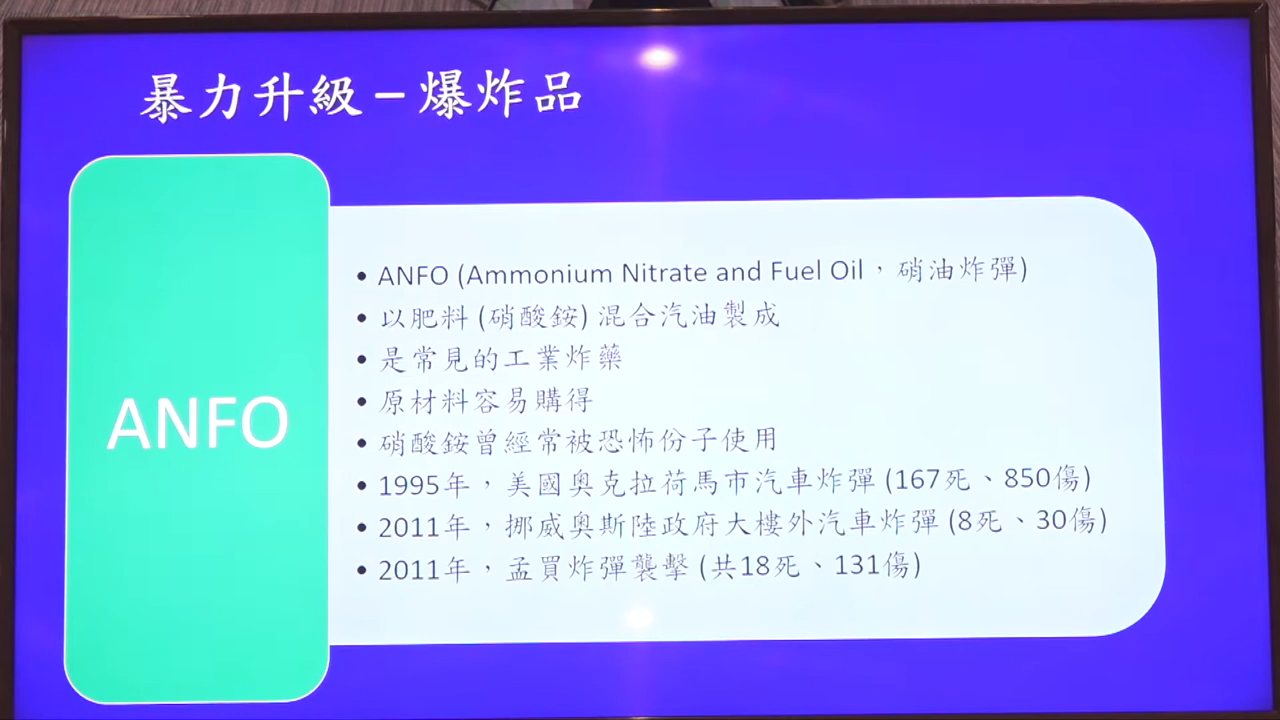 暴力升級 – 爆炸品
ANFO
• ANFO (Ammonium Nitrate and Fuel Oil，硝油炸彈)
• 以肥料 (硝酸銨) 混合汽油製成
• 是常見的工業炸藥
• 原材料容易購得
• 硝酸銨曾經常被恐怖份子使用
• 1995年，美國奧克拉荷馬市汽車炸彈 (167死、850傷)
• 2011年，挪威奧斯陸政府大樓外汽車炸彈 (8死、30傷)
• 2011年，孟買炸彈襲擊 (共18死、131傷)